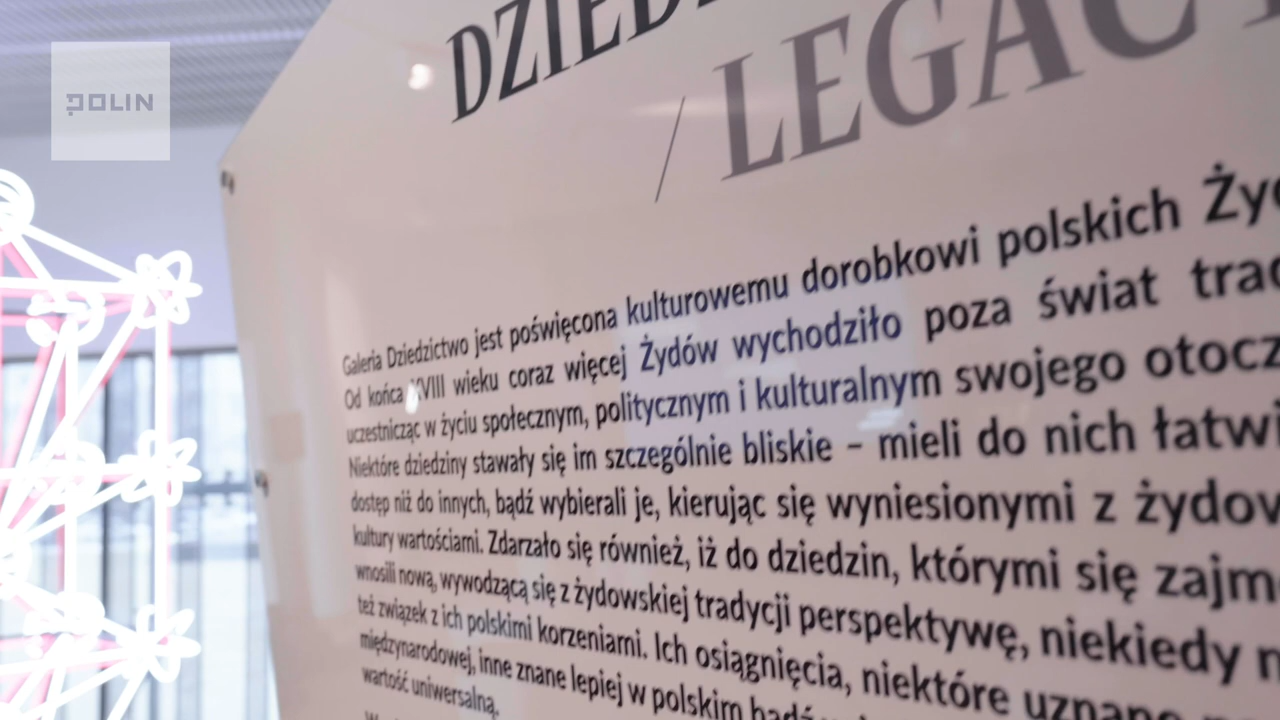 POLIN
DZIED
/ LEGAC
Galeria Dziedzictwo jest poświęcona kulturowemu dorobkowi polskich Żyd
Od końca XVIII wieku coraz więcej Żydów wychodziło poza świat trad
uczestnicząc w życiu społecznym, politycznym i kulturalnym swojego otocz
Niektóre dziedziny stawały się im szczególnie bliskie – mieli do nich łatwi
dostęp niż do innych, bądź wybierali je, kierując się wyniesionymi z żydow
kultury wartościami. Zdarzało się również, iż do dziedzin, którymi się zajm
wnosili nową, wywodzącą się z żydowskiej tradycji perspektywę, niekiedy
też związek z ich polskimi korzeniami. Ich osiągnięcia, niektóre uznane
międzynarodowej, inne znane lepiej w polskim bądź
wartość uniwersalną.